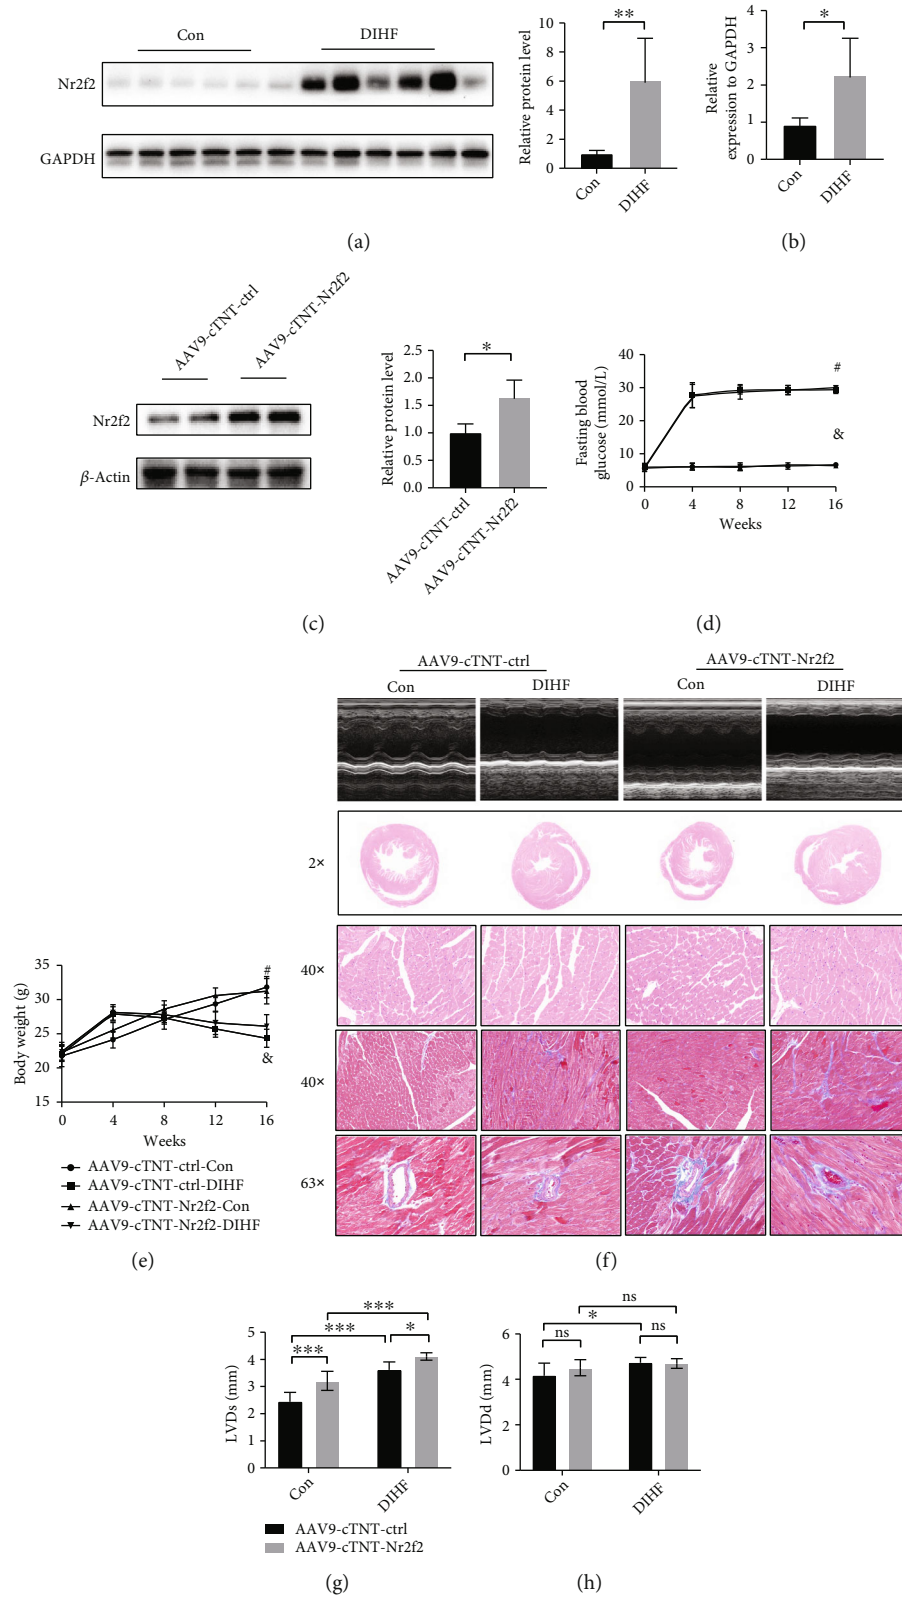 Con
DIHF
Nr2f2
GAPDH
Relative protein level
10
8
6
4
2
0
**
Con
DIHF
Relative
expression to GAPDH
4
3
2
1
0
*
Con
DIHF
(a)
(b)
AAV9-cTNT-ctrl
AAV9-cTNT-Nr2f2
Nr2f2
β-Actin
Relative protein level
2.5
2.0
1.5
1.0
0.5
0.0
*
AAV9-cTNT-ctrl
AAV9-cTNT-Nr2f2
Fasting blood
glucose (mmol/L)
40
30
20
10
0
#
&
0 4 8 12 16
Weeks
(c)
(d)
AAV9-cTNT-ctrl
AAV9-cTNT-Nr2f2
Con
DIHF
Con
DIHF
2×
40×
40×
63×
Body weight (g)
35
30
25
20
15
#
&
0 4 8 12 16
Weeks
AAV9-cTNT-ctrl-Con
AAV9-cTNT-ctrl-DIHF
AAV9-cTNT-Nr2f2-Con
AAV9-cTNT-Nr2f2-DIHF
(e)
(f)
LVDs (mm)
5
4
3
2
1
0
***
***
***
*
Con
DIHF
AAV9-cTNT-ctrl
AAV9-cTNT-Nr2f2
LVDd (mm)
6
4
2
0
ns
*
ns
ns
Con
DIHF
(g)
(h)